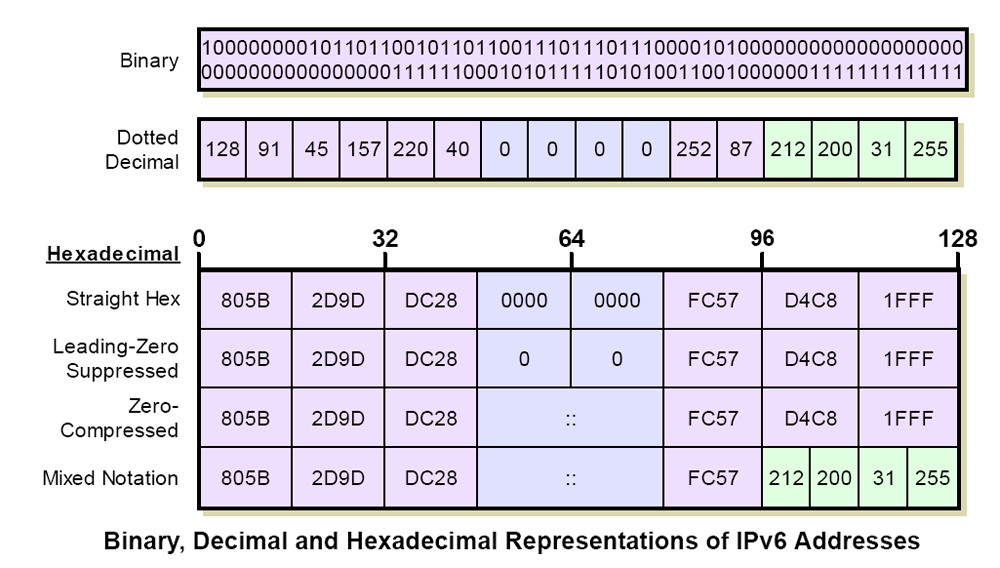 Binary
1000000001011011001011011001110111011100001010000000000000000000
0000000000000000111111000101011111010100110010000001111111111111
Dotted
Decimal
128 91 45 157 220 40 0 0 0 0 252 87 212 200 31 255
Hexadecimal
0 32 64 96 128
Straight Hex
805B 2D9D DC28 0000 0000 FC57 D4C8 1FFF
Leading-Zero
Suppressed
805B 2D9D DC28 0 0 FC57 D4C8 1FFF
Zero-
Compressed
805B 2D9D DC28 :: FC57 D4C8 1FFF
Mixed Notation
805B 2D9D DC28 :: FC57 212 200 31 255
Binary, Decimal and Hexadecimal Representations of IPv6 Addresses